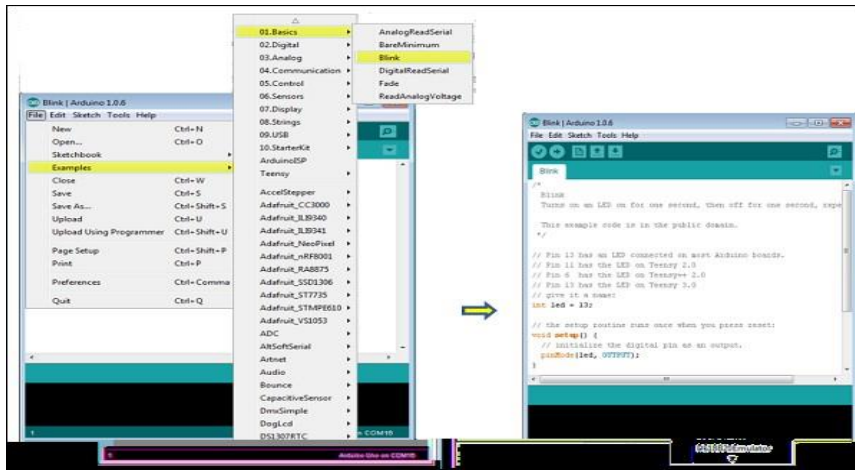 01.Basics
02.Digital
03.Analog
04.Communication
05.Control
06.Sensors
07.Display
08.Strings
09.USB
10.StarterKit
ArduinoISP
Teensy
AccelStepper
Adafruit_CC3000
Adafruit_ILI9340
Adafruit_ILI9341
Adafruit_NeoPixel
Adafruit_nRF8001
Adafruit_RA8875
Adafruit_SSD1306
Adafruit_ST7735
Adafruit_STMPE610
Adafruit_VS1053
ADC
AltSoftSerial
Artnet
Audio
Bounce
CapacitiveSensor
DmxSimple
DogLcd
DS1307RTC
AnalogReadSerial
BareMinimum
Blink
DigitalReadSerial
Fade
ReadAnalogVoltage
Blink | Arduino 1.0.6
File Edit Sketch Tools Help
New Ctrl+N
Open... Ctrl+O
Sketchbook
Examples
Close Ctrl+W
Save Ctrl+S
Save As... Ctrl+Shift+S
Upload Ctrl+U
Upload Using Programmer Ctrl+Shift+U
Page Setup Ctrl+Shift+P
Print Ctrl+P
Preferences Ctrl+Comma
Quit Ctrl+Q
1
on COM16
Arduino Uno on COM16
Blink | Arduino 1.0.6
File Edit Sketch Tools Help
Blink
/*
Blink
Turns on an LED on for one second, then off for one second, repe
This example code is in the public domain.
*/
// Pin 13 has an LED connected on most Arduino boards.
// Pin 11 has the LED on Teensy 2.0
// Pin 6 has the LED on Teensy++ 2.0
// Pin 13 has the LED on Teensy 3.0
// give it a name:
int led = 13;
// the setup routine runs once when you press reset:
void setup() {
// initialize the digital pin as an output.
pinMode(led, OUTPUT);
}